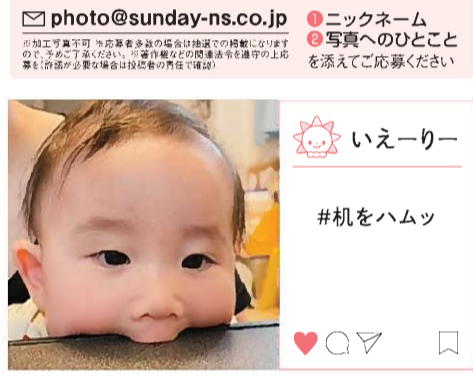 photo@sunday-ns.co.jp
※加工写真不可 ※応募者多数の場合は抽選での掲載になります
ので、予めご了承ください。 ※著作権などの関連法令を遵守の上応
募を(許諾が必要な場合は投稿者の責任で確認)
①ニックネーム
②写真へのひとこと
を添えてご応募ください
いえーりー
#机をハムッ